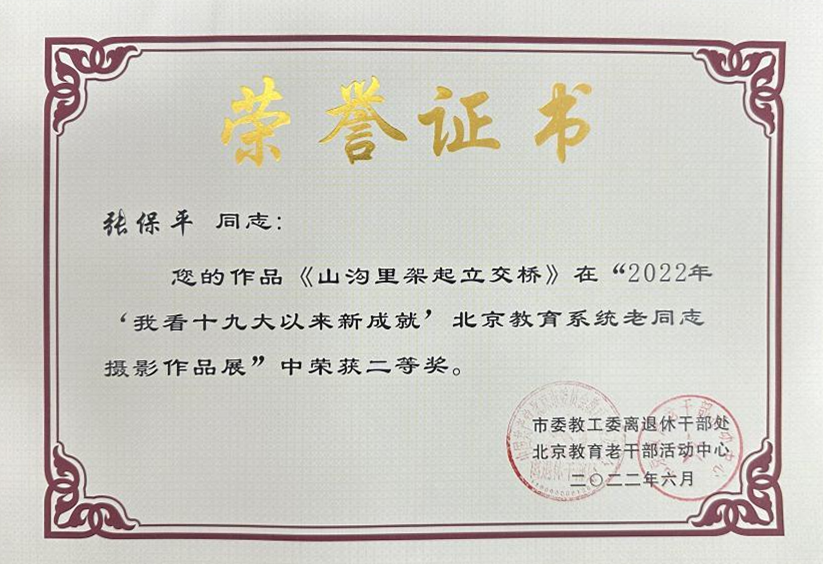 荣誉证书
张保平 同志:
您的作品《山沟里架起立交桥》在“2022年
‘我看十九大以来新成就’北京教育系统老同志
摄影作品展”中荣获二等奖。
市委教工委离退休干部处
北京教育老干部活动中心
二〇二二年六月